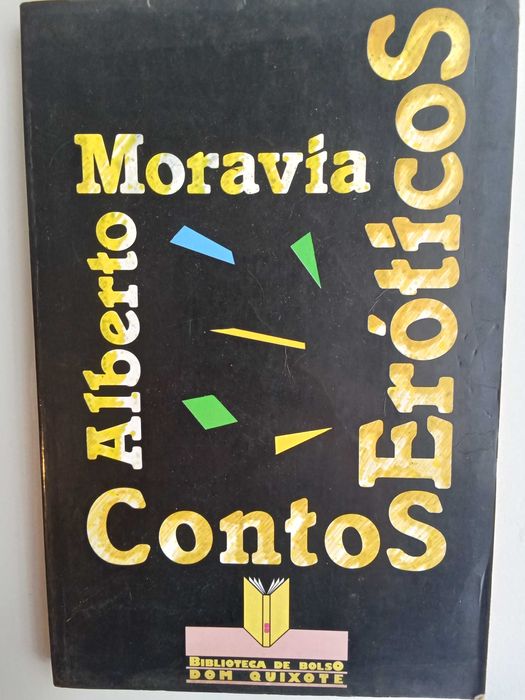 Alberto
Moravia
Contos
Eróticos
BIBLIOTECA DE BOLSO
DOM QUIXOTE